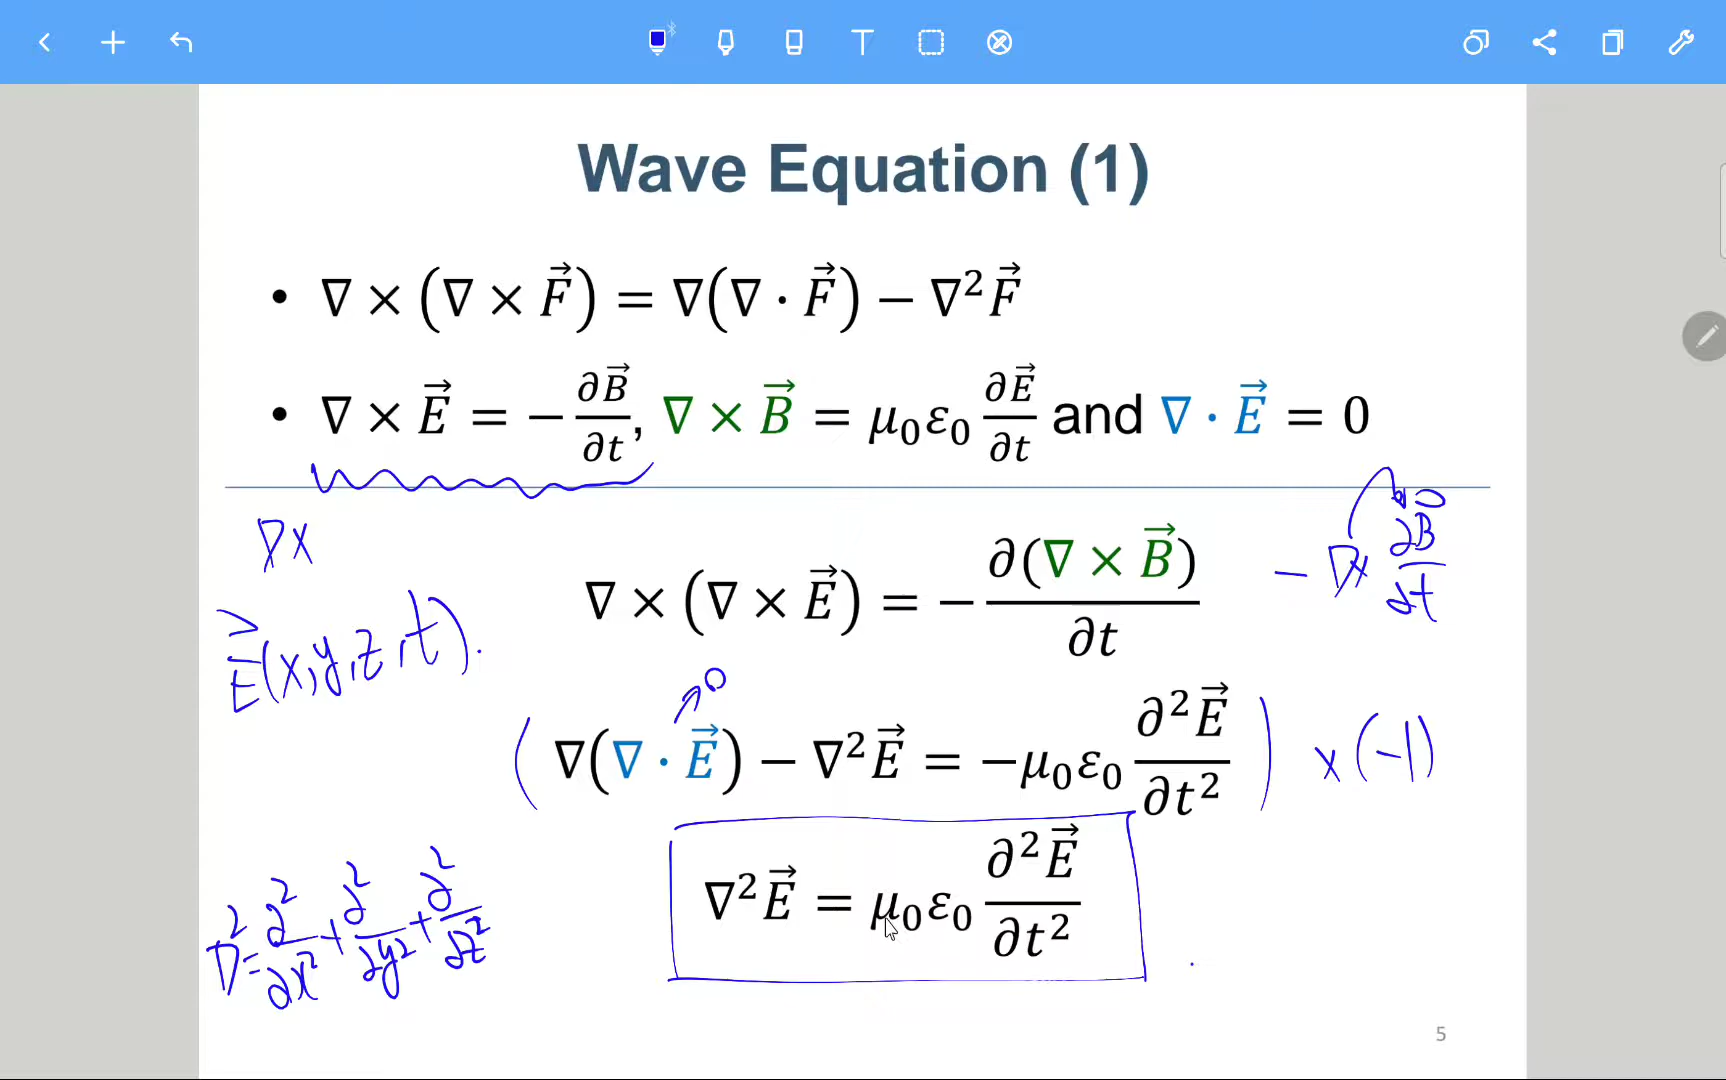 Wave Equation (1)
• ∇ × (∇ × F⃗) = ∇(∇ · F⃗) − ∇²F⃗
• ∇ × E⃗ = −∂B⃗/∂t, ∇ × B⃗ = μ₀ε₀ ∂E⃗/∂t and ∇ · E⃗ = 0
∇×
∇ × (∇ × E⃗) = −∂(∇ × B⃗)/∂t
− ∇× ∂B/∂t
E⃗(x,y,z,t).
→0
(∇(∇ · E⃗) − ∇²E⃗ = −μ₀ε₀ ∂²E⃗/∂t²) ×(−1)
∇²E⃗ = μ₀ε₀ ∂²E⃗/∂t²
∇² = ∂²/∂x² + ∂²/∂y² + ∂²/∂z²
5